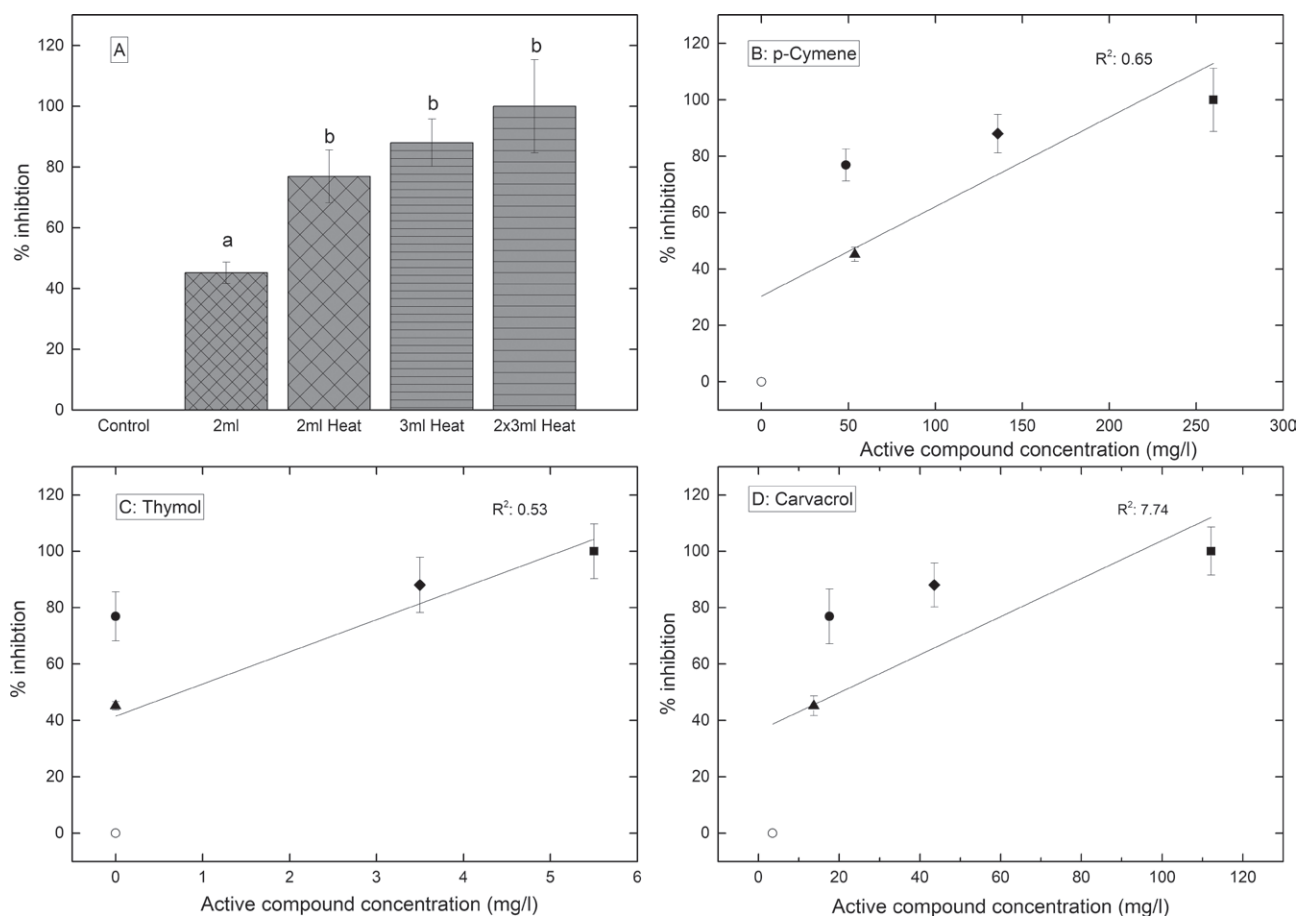 A
% inhibtion
120
100
80
60
40
20
0
a
b
b
b
Control 2ml 2ml Heat 3ml Heat 2x3ml Heat
B: p-Cymene
R²: 0.65
% inhibition
120
100
80
60
40
20
0
0 50 100 150 200 250 300
Active compound concentration (mg/l)
C: Thymol
R²: 0.53
% inhibtion
120
100
80
60
40
20
0
0 1 2 3 4 5 6
Active compound concentration (mg/l)
D: Carvacrol
R²: 7.74
% inhibition
120
100
80
60
40
20
0
0 20 40 60 80 100 120
Active compound concentration (mg/l)